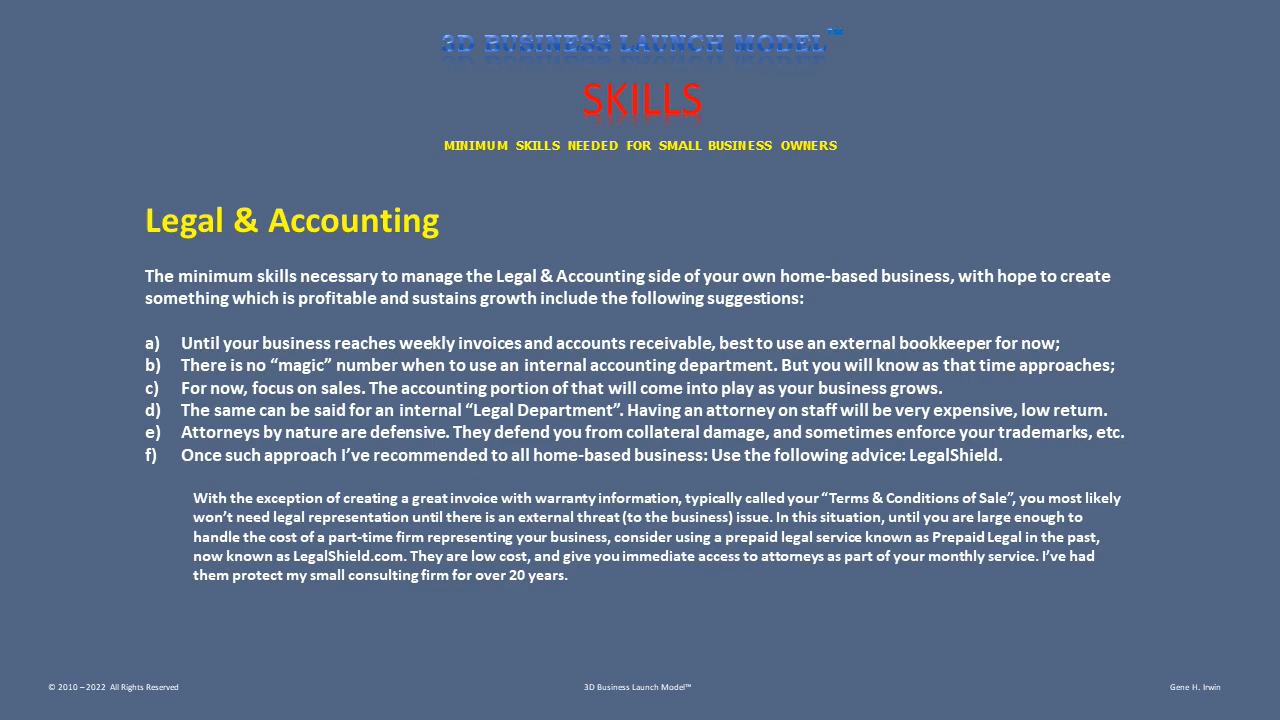 3D BUSINESS LAUNCH MODEL™
SKILLS
MINIMUM SKILLS NEEDED FOR SMALL BUSINESS OWNERS
Legal & Accounting
The minimum skills necessary to manage the Legal & Accounting side of your own home-based business, with hope to create
something which is profitable and sustains growth include the following suggestions:
a) Until your business reaches weekly invoices and accounts receivable, best to use an external bookkeeper for now;
b) There is no “magic” number when to use an internal accounting department. But you will know as that time approaches;
c) For now, focus on sales. The accounting portion of that will come into play as your business grows.
d) The same can be said for an internal “Legal Department”. Having an attorney on staff will be very expensive, low return.
e) Attorneys by nature are defensive. They defend you from collateral damage, and sometimes enforce your trademarks, etc.
f) Once such approach I’ve recommended to all home-based business: Use the following advice: LegalShield.
With the exception of creating a great invoice with warranty information, typically called your “Terms & Conditions of Sale”, you most likely
won’t need legal representation until there is an external threat (to the business) issue. In this situation, until you are large enough to
handle the cost of a part-time firm representing your business, consider using a prepaid legal service known as Prepaid Legal in the past,
now known as LegalShield.com. They are low cost, and give you immediate access to attorneys as part of your monthly service. I’ve had
them protect my small consulting firm for over 20 years.
© 2010 – 2022 All Rights Reserved
3D Business Launch Model™
Gene H. Irwin